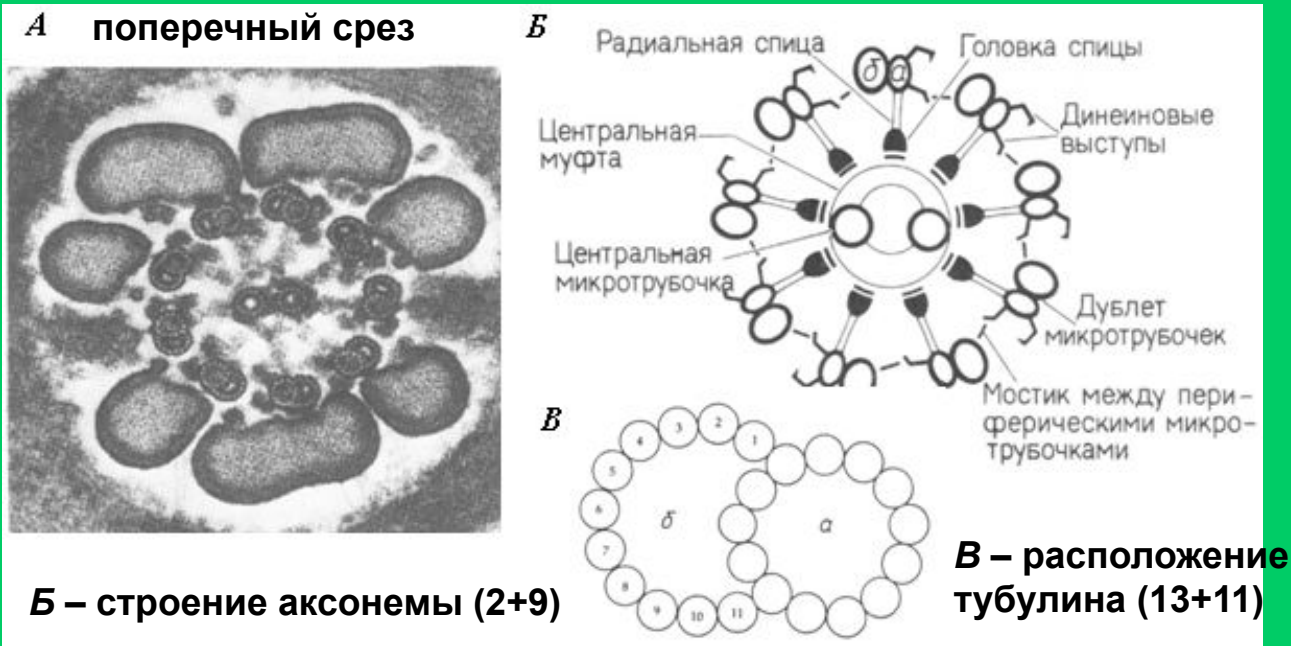 А поперечный срез
Б
Радиальная спица
Головка спицы
б а
Динеиновые
выступы
Центральная
муфта
Центральная
микротрубочка
Дублет
микротрубочек
Мостик между пери-
ферическими микро-
трубочками
В
1
2
3
4
5
6
7
8
9
10
11
б
а
Б – строение аксонемы (2+9)
В – расположение
тубулина (13+11)